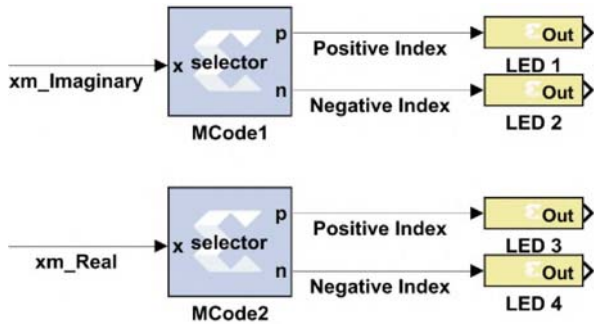 p
Positive Index
Out
LED 1
xm_Imaginary
x selector
n
Negative Index
Out
LED 2
MCode1
p
Positive Index
Out
LED 3
xm_Real
x selector
n
Negative Index
Out
LED 4
MCode2